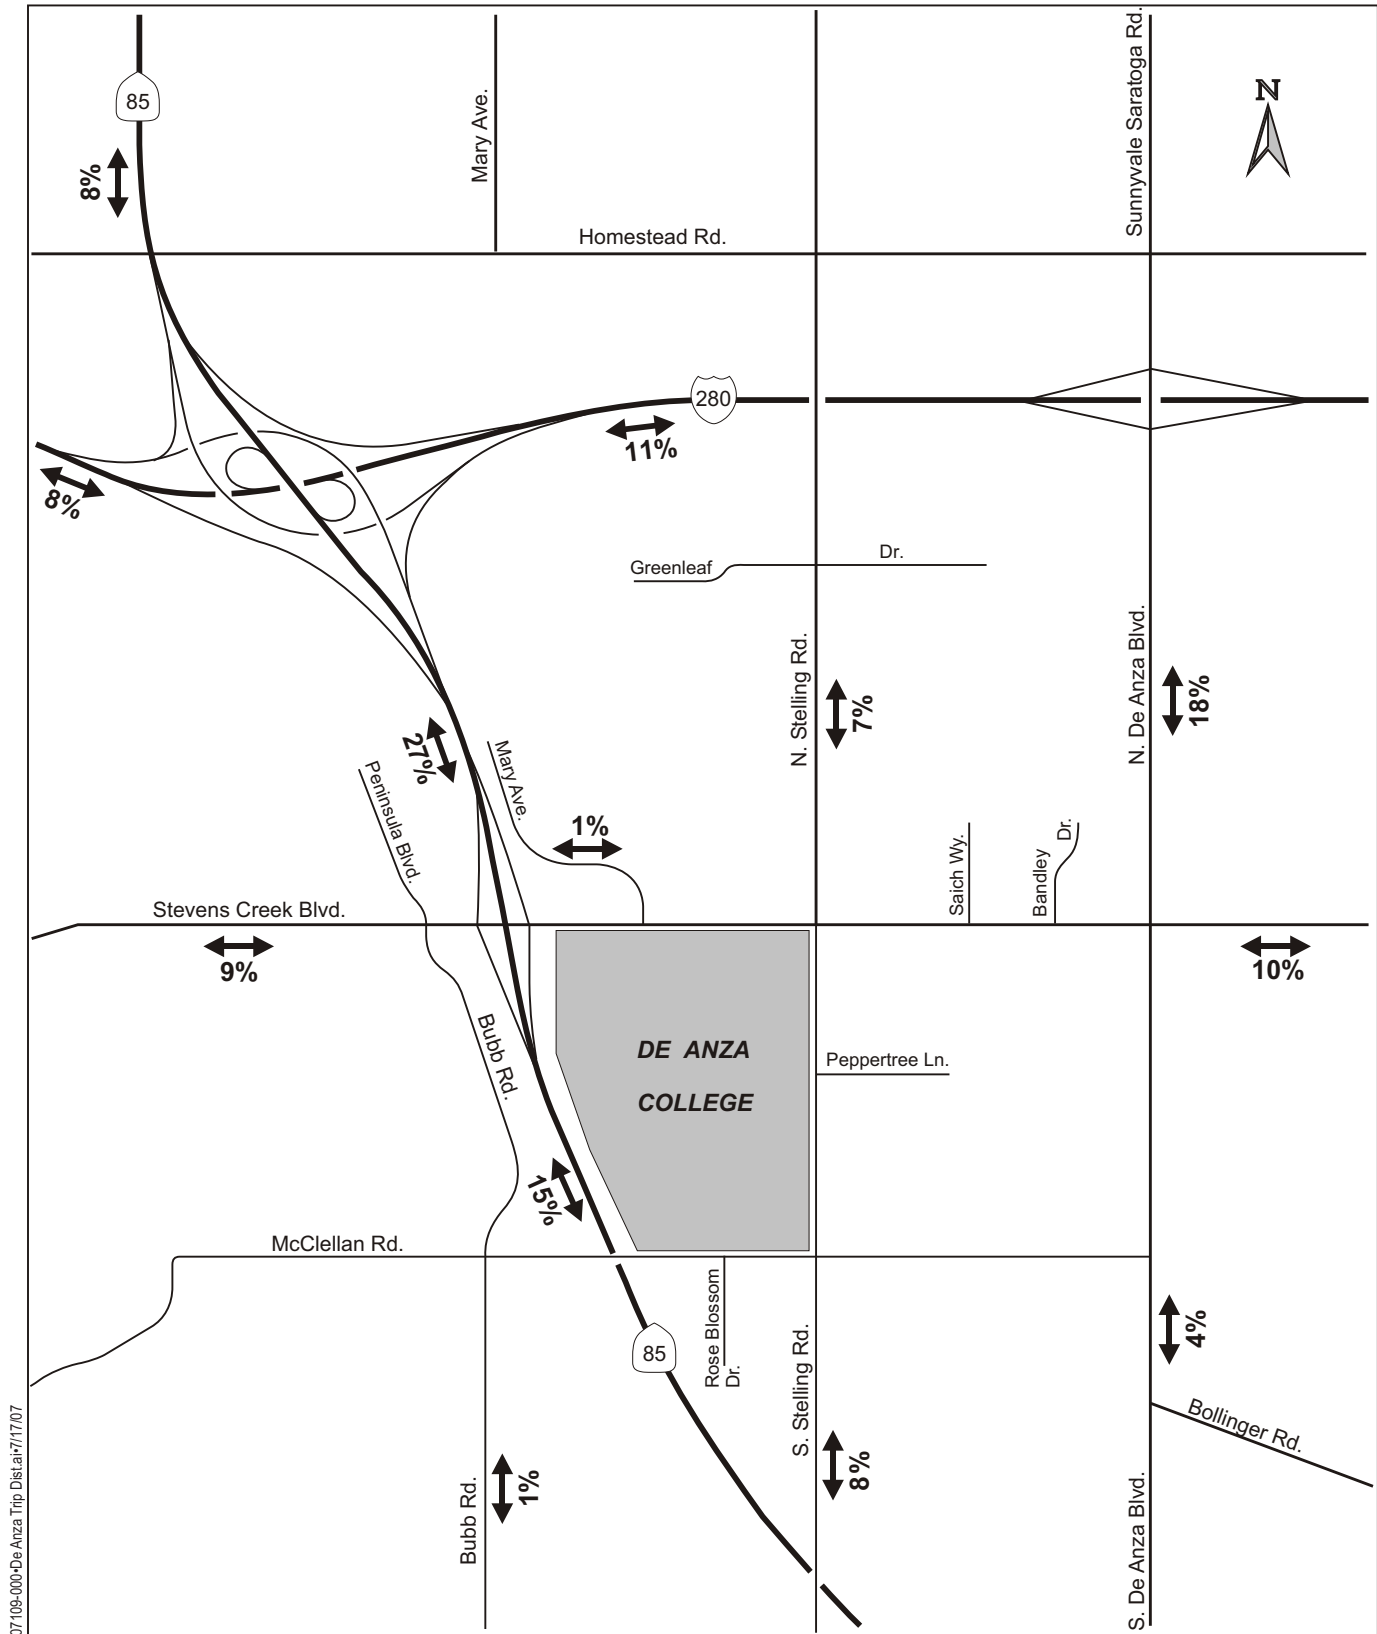 85
8%
Mary Ave.
Sunnyvale Saratoga Rd.
N
Homestead Rd.
280
11%
8%
Greenleaf
Dr.
N. Stelling Rd.
7%
N. De Anza Blvd.
18%
27%
Mary Ave.
Peninsula Blvd.
1%
Saich Wy.
Bandley
Dr.
Stevens Creek Blvd.
9%
10%
Bubb Rd.
DE ANZA
COLLEGE
Peppertree Ln.
15%
McClellan Rd.
Rose Blossom
Dr.
85
S. Stelling Rd.
4%
Bollinger Rd.
Bubb Rd.
1%
8%
S. De Anza Blvd.
07109-000•De Anza Trip Dist.ai•7/17/07